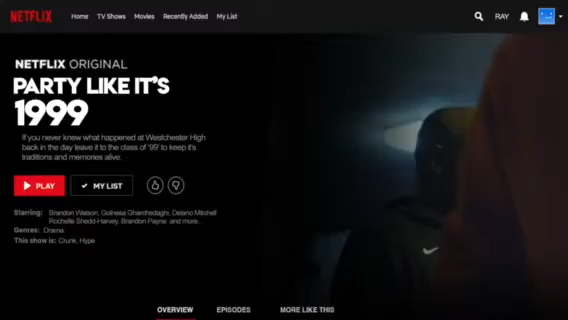 NETFLIX
Home TV Shows Movies Recently Added My List
RAY
NETFLIX ORIGINAL
PARTY LIKE IT'S
1999
If you never knew what happened at Westchester High
back in the day leave it to the class of '99' to keep it's
traditions and memories alive.
PLAY
MY LIST
Starring: Brandon Watson, Golnesa Gharchedaghi, Delano Mitchell
Rochelle Shedd-Harvey, Brandon Payne and more...
Genres: Drama
This show is: Crunk, Hype
OVERVIEW EPISODES MORE LIKE THIS